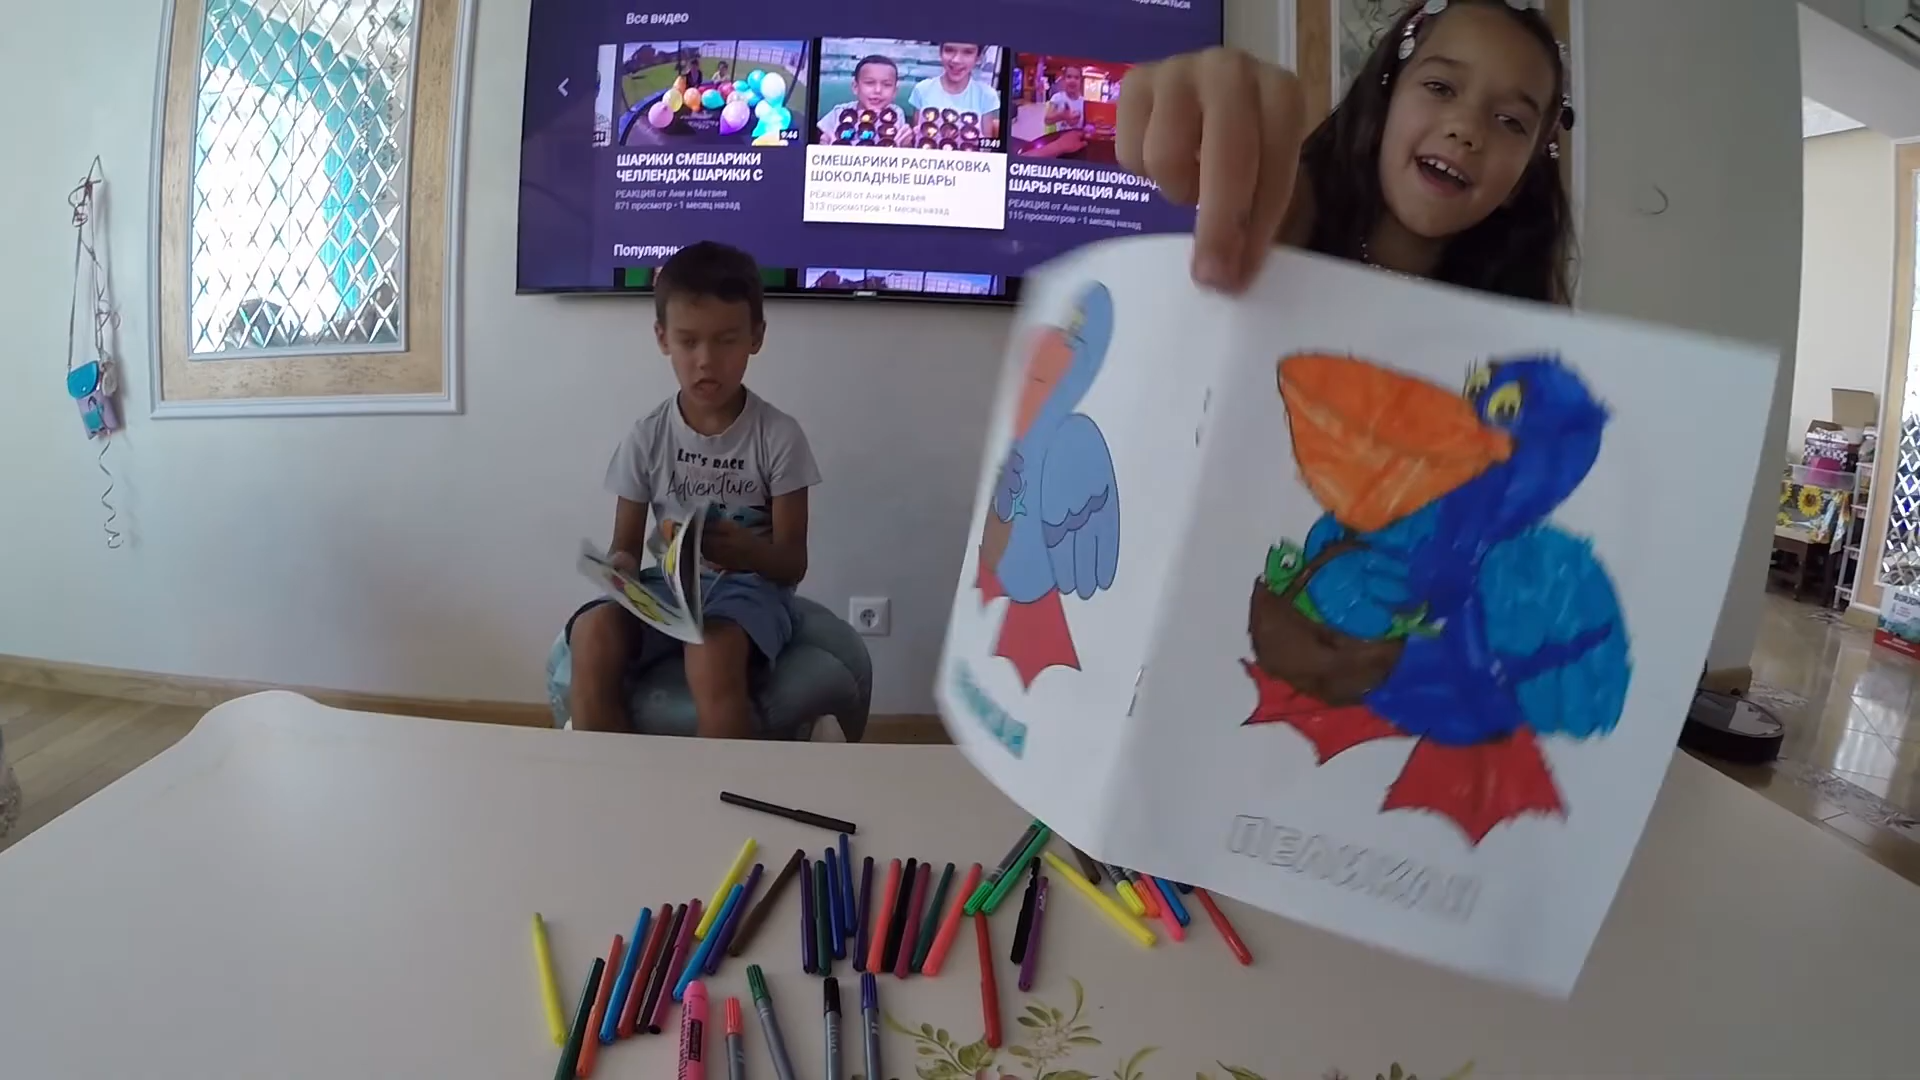 Все видео
9:44
13:41
ШАРИКИ СМЕШАРИКИ
ЧЕЛЛЕНДЖ ШАРИКИ С
РЕАКЦИЯ от Ани и Матвея
871 просмотр • 1 месяц назад
СМЕШАРИКИ РАСПАКОВКА
ШОКОЛАДНЫЕ ШАРЫ
РЕАКЦИЯ от Ани и Матвея
313 просмотров • 1 месяц назад
СМЕШАРИКИ ШОКОЛАД
ШАРЫ РЕАКЦИЯ Ани и
РЕАКЦИЯ от Ани и Матвея
115 просмотров • 1 месяц назад
Популярны
LET'S RACE
Adventure
ПЕЛИКАН